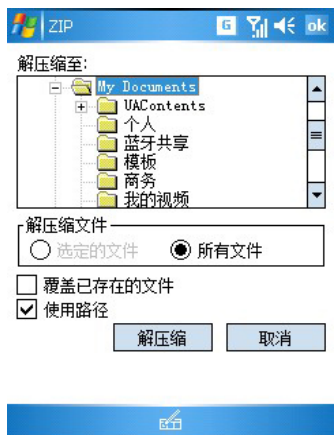 ZIP G ok
解压缩至:
My Documents
UAContents
个人
蓝牙共享
模板
商务
我的视频
解压缩文件
选定的文件 所有文件
覆盖已存在的文件
使用路径
解压缩 取消